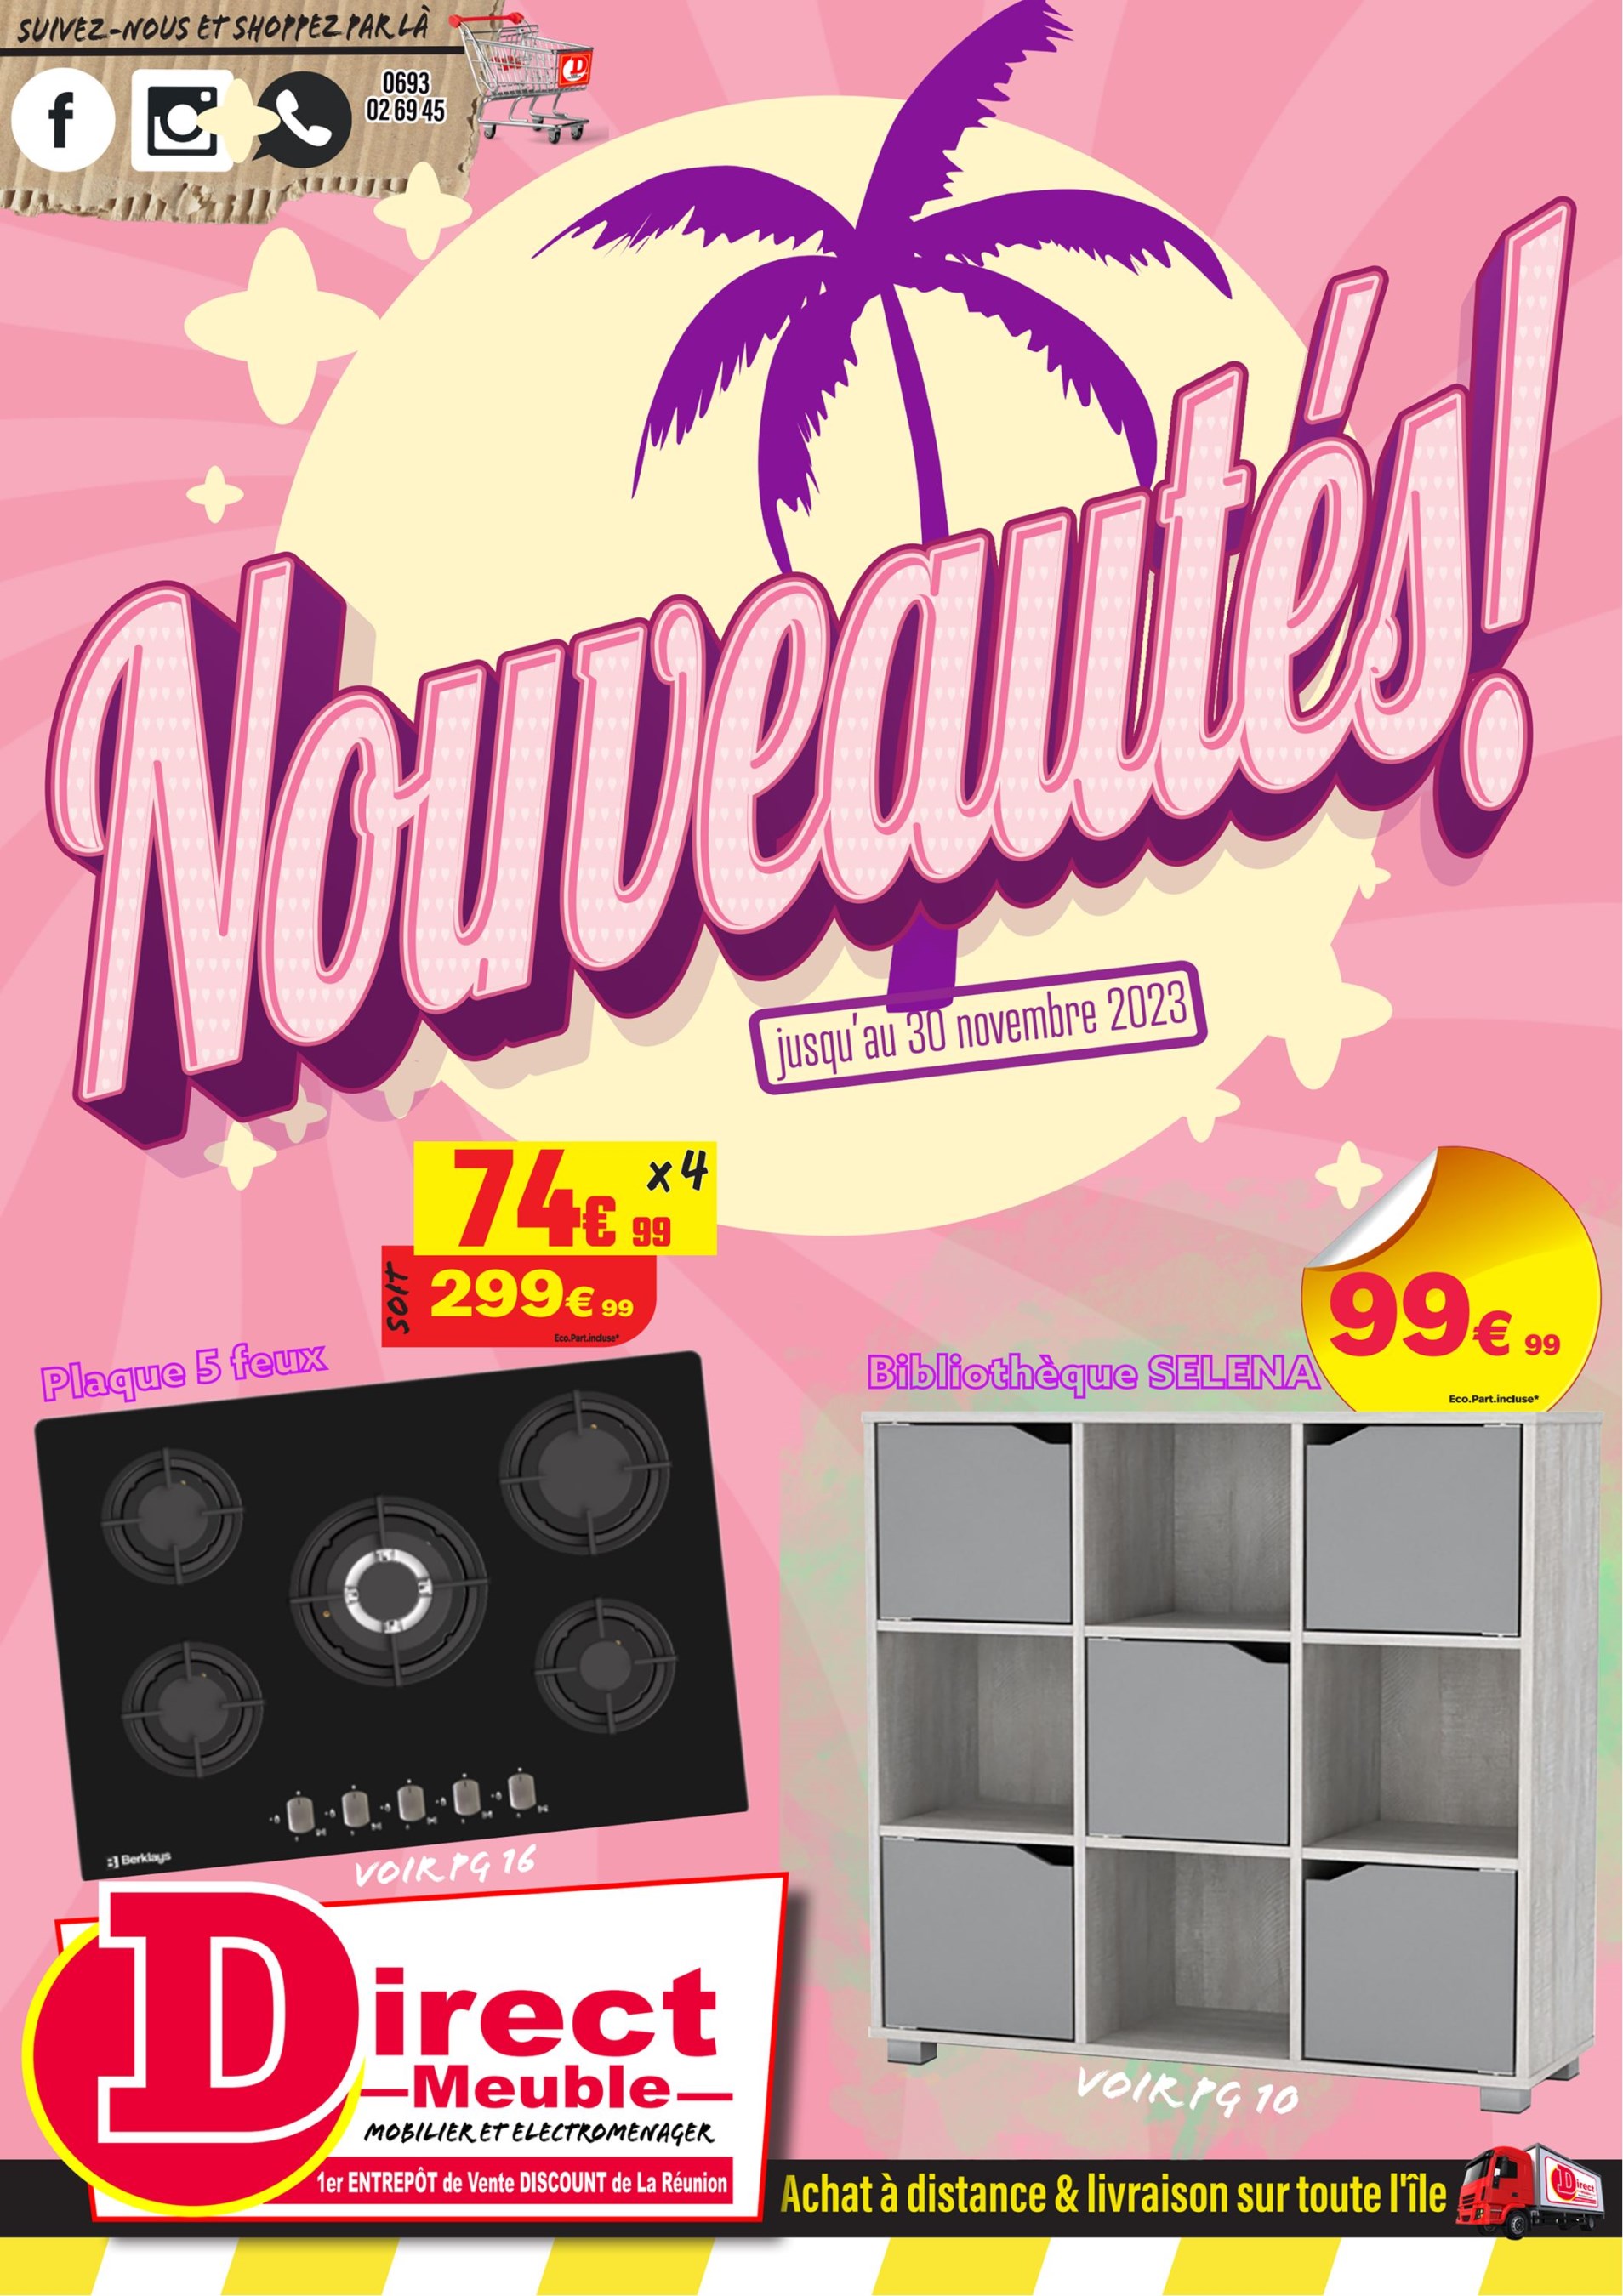 SUIVEZ-NOUS ET SHOPPEZ PAR LÀ
0693
02 69 45
Nouveautés!
jusqu'au 30 novembre 2023
74€99 x4
SOIT 299€99
Eco.Part.incluse*
Plaque 5 feux
99€99
Eco.Part.incluse*
Bibliothèque SELENA
Berklays
VOIR PG 16
VOIR PG 10
Direct
Meuble
MOBILIER ET ELECTROMENAGER
1er ENTREPÔT de Vente DISCOUNT de La Réunion
Achat à distance & livraison sur toute l'île
Direct